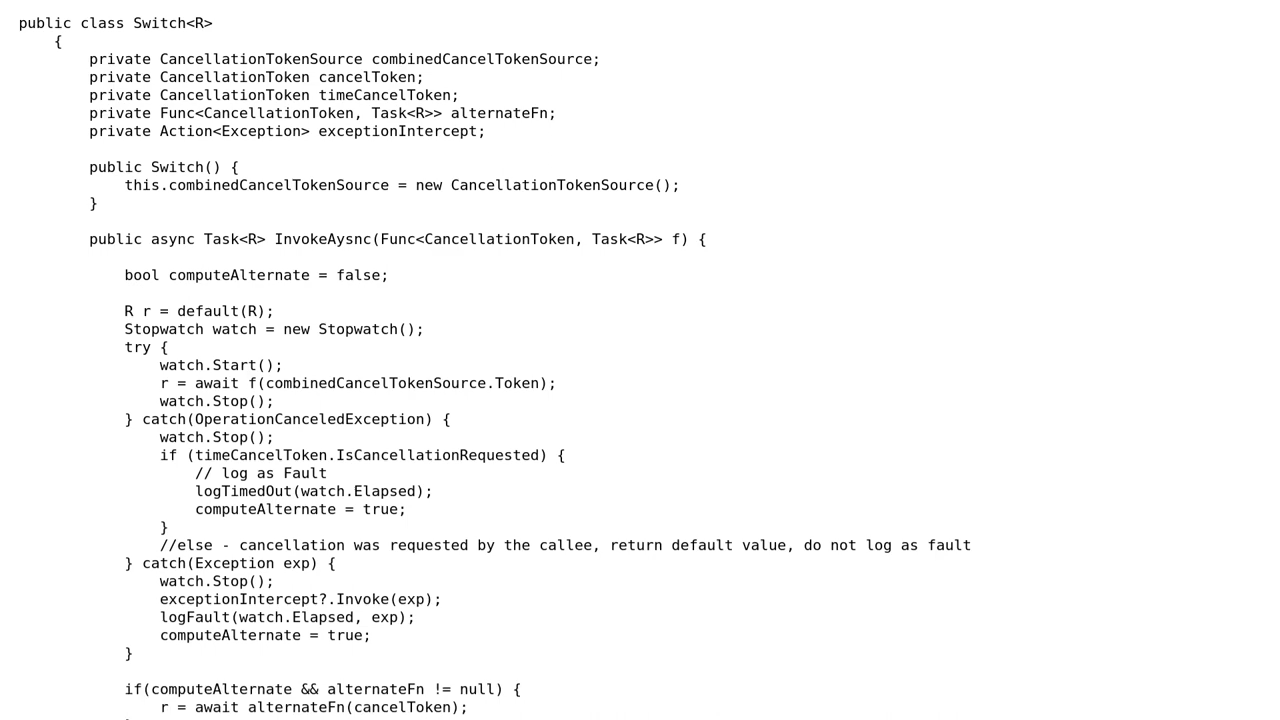 public class Switch<R>
{
private CancellationTokenSource combinedCancelTokenSource;
private CancellationToken cancelToken;
private CancellationToken timeCancelToken;
private Func<CancellationToken, Task<R>> alternateFn;
private Action<Exception> exceptionIntercept;
public Switch() {
this.combinedCancelTokenSource = new CancellationTokenSource();
}
public async Task<R> InvokeAysnc(Func<CancellationToken, Task<R>> f) {
bool computeAlternate = false;
R r = default(R);
Stopwatch watch = new Stopwatch();
try {
watch.Start();
r = await f(combinedCancelTokenSource.Token);
watch.Stop();
} catch(OperationCanceledException) {
watch.Stop();
if (timeCancelToken.IsCancellationRequested) {
// log as Fault
logTimedOut(watch.Elapsed);
computeAlternate = true;
}
//else - cancellation was requested by the callee, return default value, do not log as fault
} catch(Exception exp) {
watch.Stop();
exceptionIntercept?.Invoke(exp);
logFault(watch.Elapsed, exp);
computeAlternate = true;
}
if(computeAlternate && alternateFn != null) {
r = await alternateFn(cancelToken);